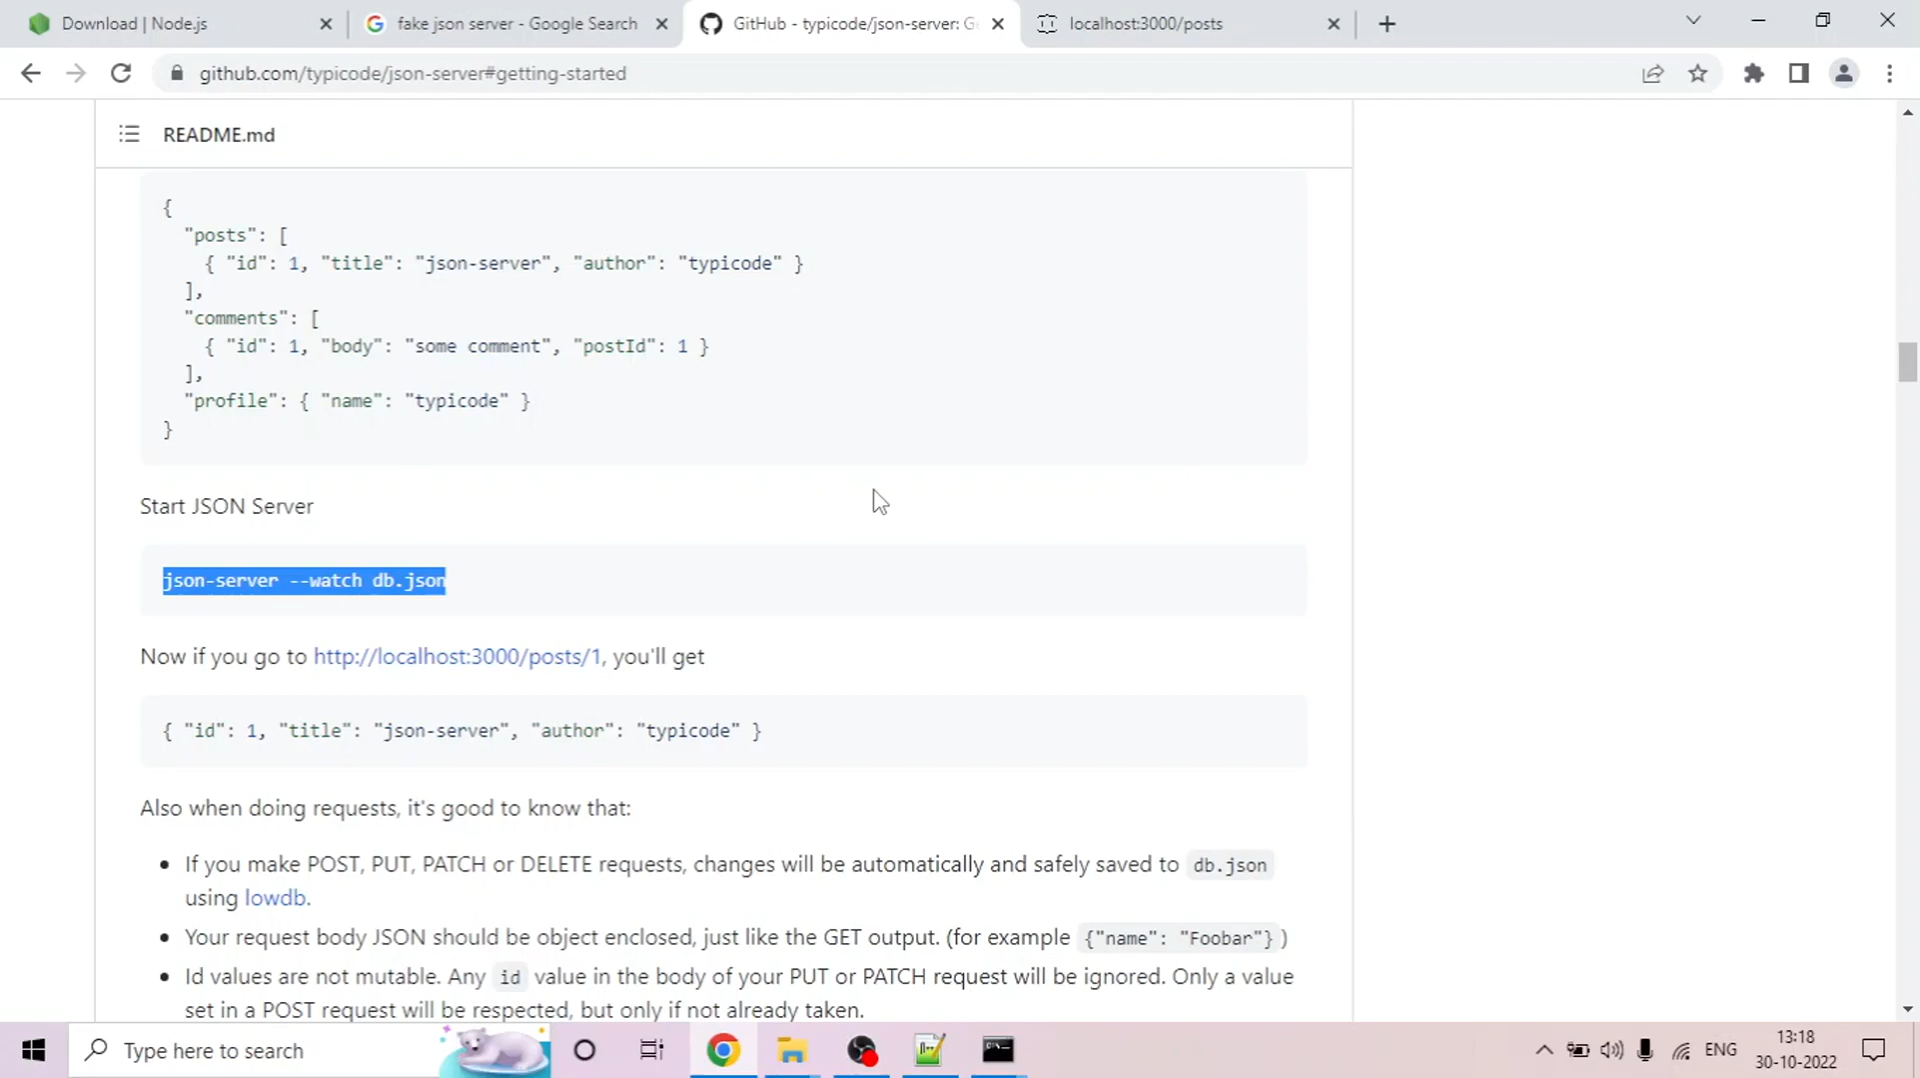 Download | Node.js
fake json server - Google Search
GitHub - typicode/json-server: G
localhost:3000/posts
github.com/typicode/json-server#getting-started
README.md
{
"posts": [
{ "id": 1, "title": "json-server", "author": "typicode" }
],
"comments": [
{ "id": 1, "body": "some comment", "postId": 1 }
],
"profile": { "name": "typicode" }
}
Start JSON Server
json-server --watch db.json
Now if you go to http://localhost:3000/posts/1, you'll get
{ "id": 1, "title": "json-server", "author": "typicode" }
Also when doing requests, it's good to know that:
• If you make POST, PUT, PATCH or DELETE requests, changes will be automatically and safely saved to db.json
using lowdb.
• Your request body JSON should be object enclosed, just like the GET output. (for example {"name": "Foobar"} )
• Id values are not mutable. Any id value in the body of your PUT or PATCH request will be ignored. Only a value
set in a POST request will be respected, but only if not already taken.
Type here to search
ENG
13:18
30-10-2022